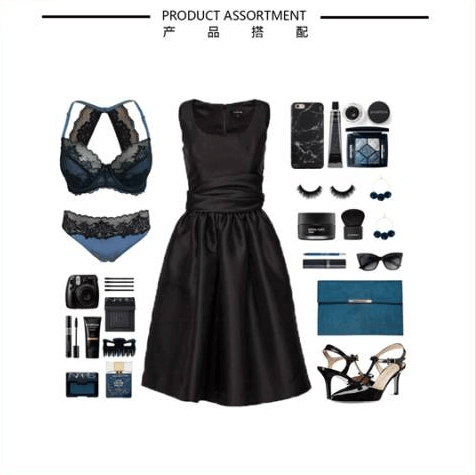 PRODUCT ASSORTMENT
产品搭配